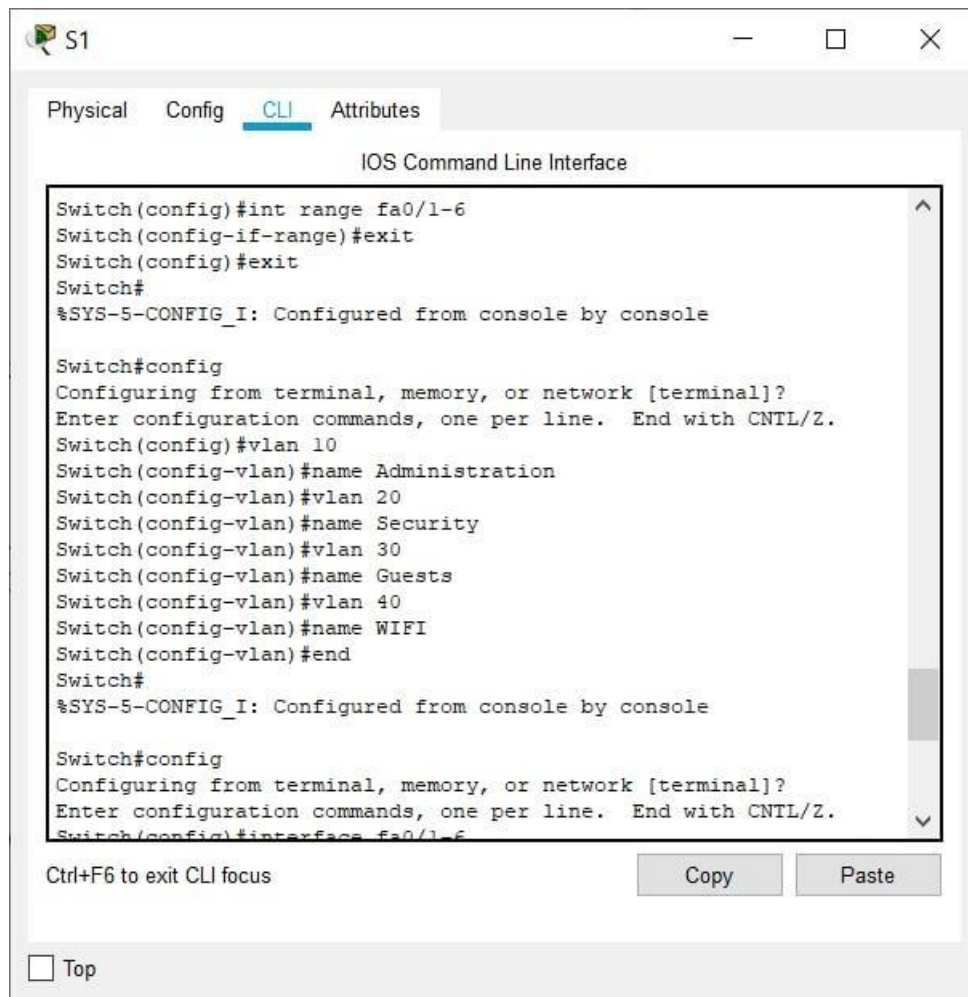 S1
Physical Config CLI Attributes
IOS Command Line Interface
Switch(config)#int range fa0/1-6
Switch(config-if-range)#exit
Switch(config)#exit
Switch#
%SYS-5-CONFIG_I: Configured from console by console
Switch#config
Configuring from terminal, memory, or network [terminal]?
Enter configuration commands, one per line.  End with CNTL/Z.
Switch(config)#vlan 10
Switch(config-vlan)#name Administration
Switch(config-vlan)#vlan 20
Switch(config-vlan)#name Security
Switch(config-vlan)#vlan 30
Switch(config-vlan)#name Guests
Switch(config-vlan)#vlan 40
Switch(config-vlan)#name WIFI
Switch(config-vlan)#end
Switch#
%SYS-5-CONFIG_I: Configured from console by console
Switch#config
Configuring from terminal, memory, or network [terminal]?
Enter configuration commands, one per line.  End with CNTL/Z.
Switch(config)#interface fa0/1-6
Ctrl+F6 to exit CLI focus
Copy Paste
Top